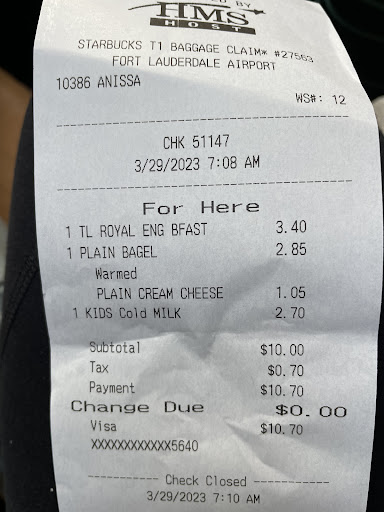 BY
HMS
HOST
STARBUCKS T1 BAGGAGE CLAIM* #27563
FORT LAUDERDALE AIRPORT
10386 ANISSA
WS#: 12
CHK 51147
3/29/2023 7:08 AM
For Here
1 TL ROYAL ENG BFAST 3.40
1 PLAIN BAGEL 2.85
Warmed
PLAIN CREAM CHEESE 1.05
1 KIDS Cold MILK 2.70
Subtotal $10.00
Tax $0.70
Payment $10.70
Change Due $0.00
Visa $10.70
XXXXXXXXXXXX5640
---------- Check Closed ----------
3/29/2023 7:10 AM